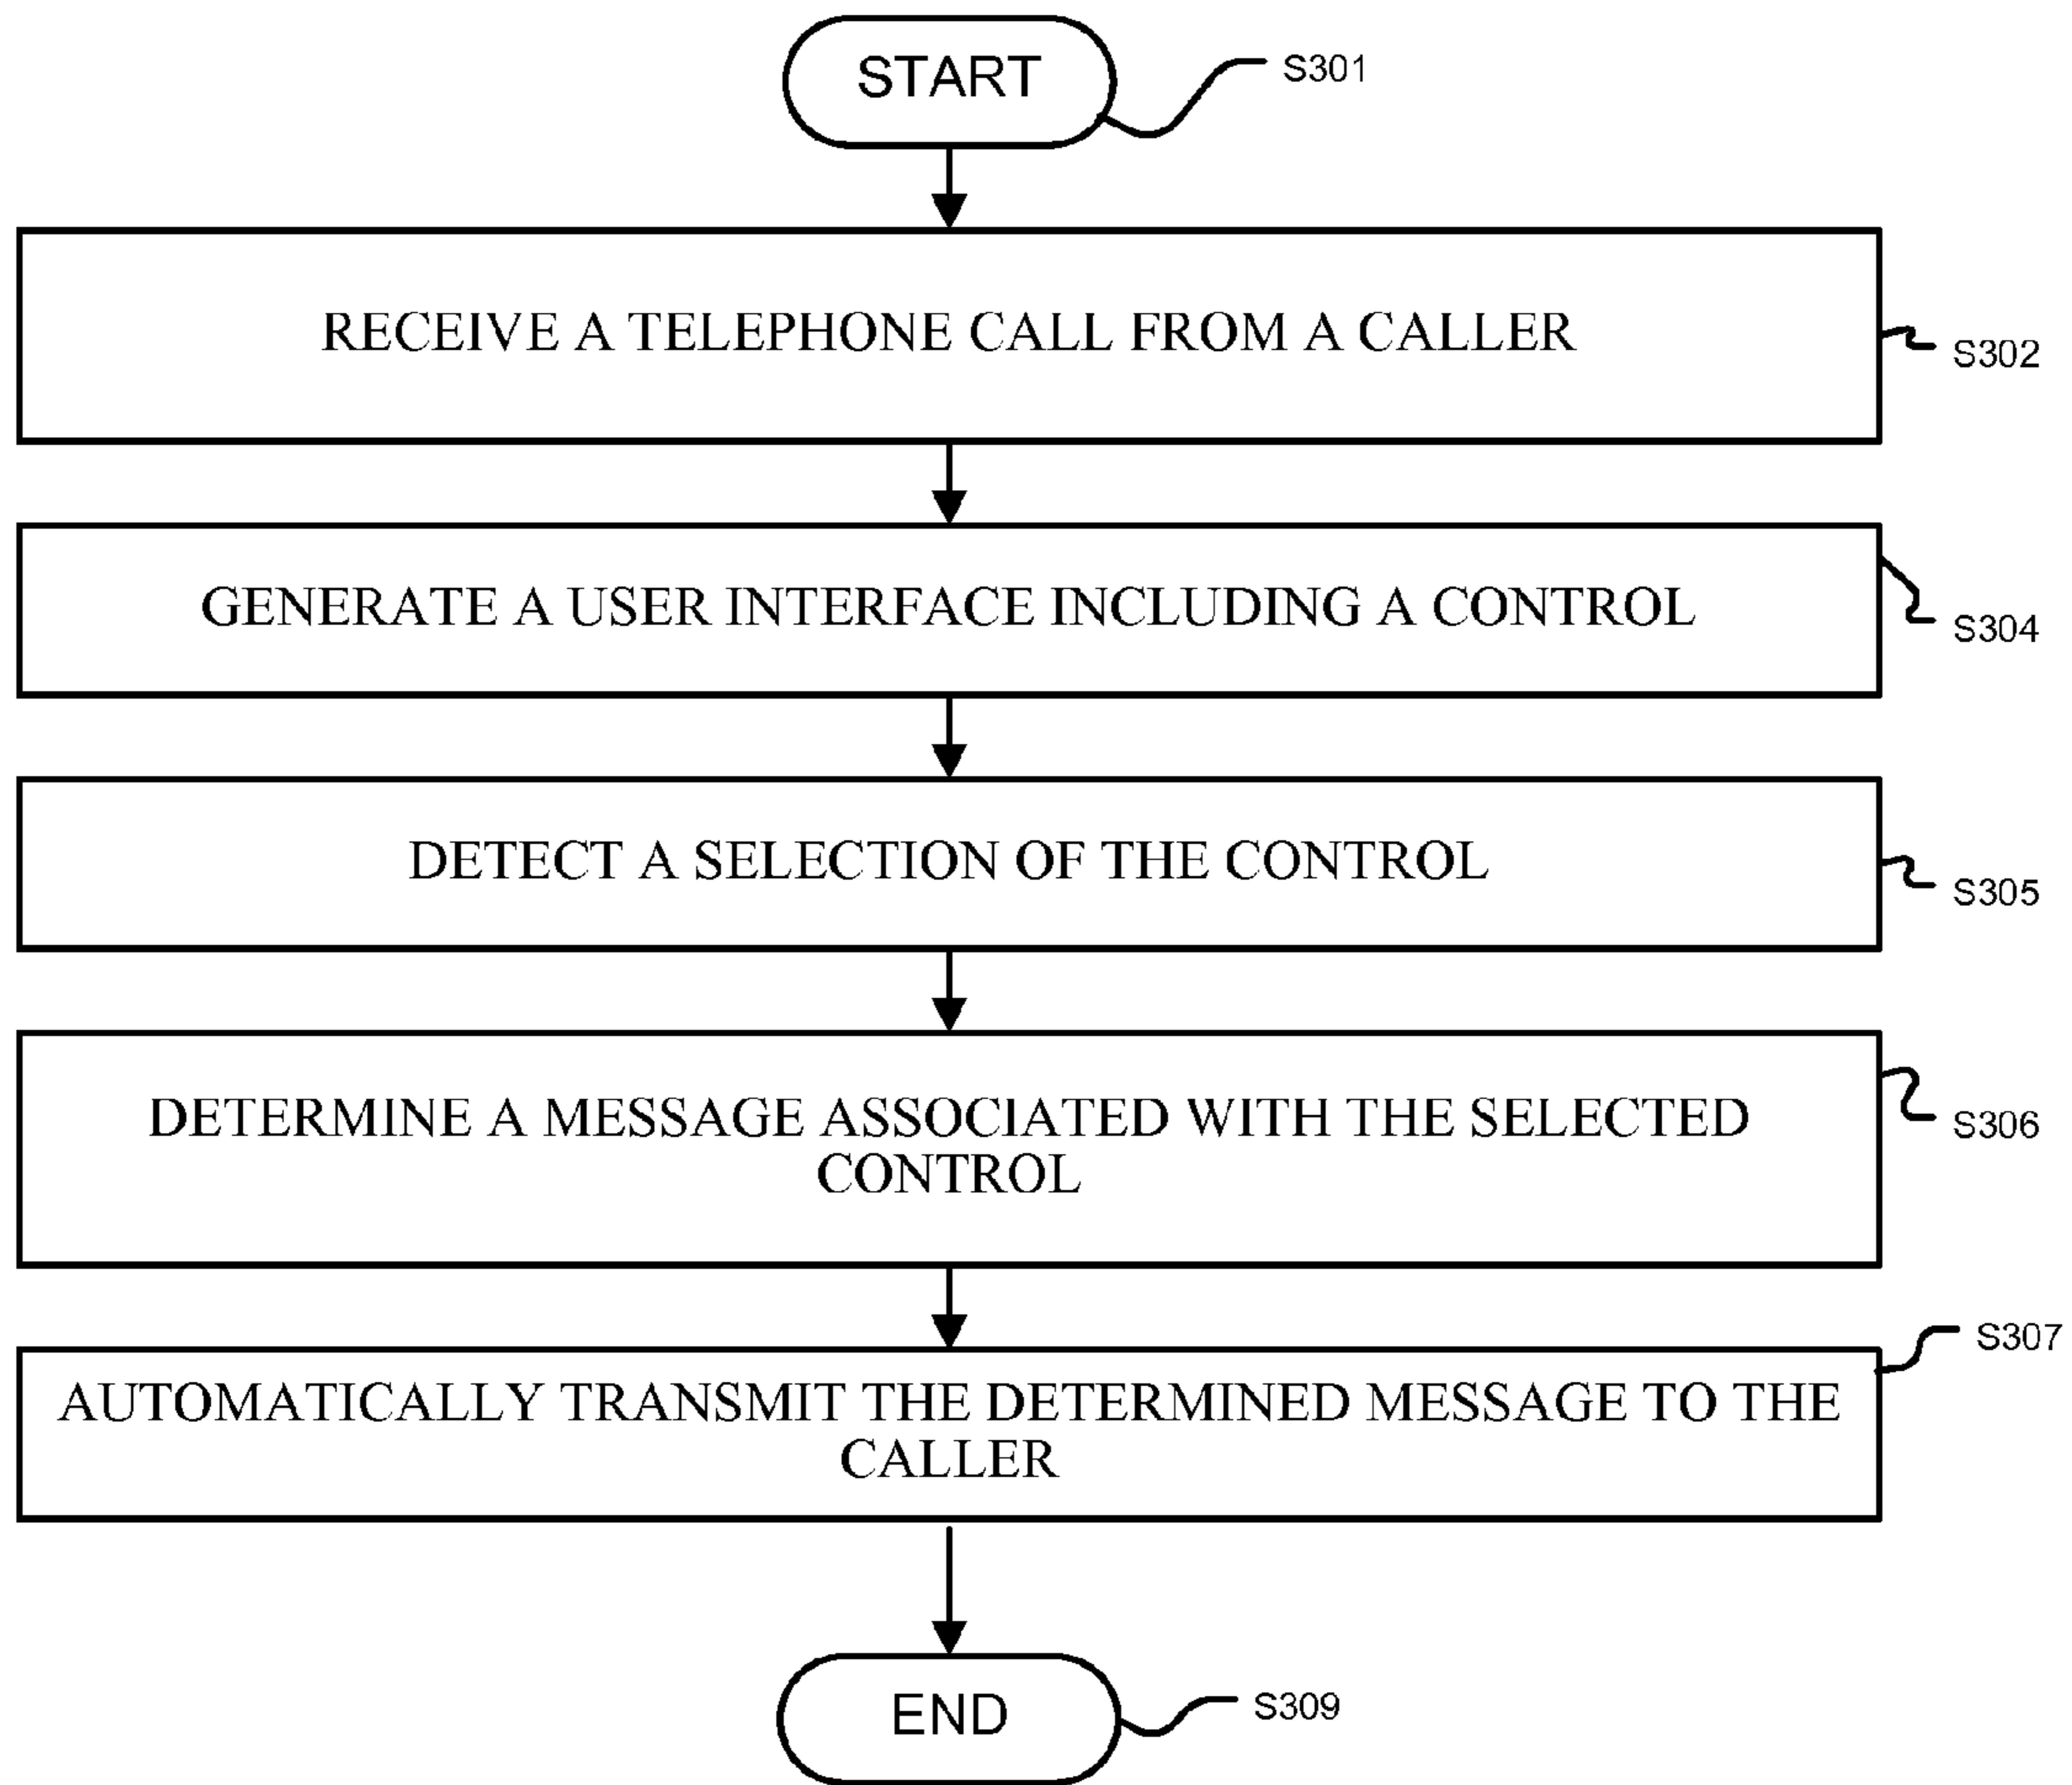 START
S301
RECEIVE A TELEPHONE CALL FROM A CALLER
S302
GENERATE A USER INTERFACE INCLUDING A CONTROL
S304
DETECT A SELECTION OF THE CONTROL
S305
DETERMINE A MESSAGE ASSOCIATED WITH THE SELECTED
CONTROL
S306
AUTOMATICALLY TRANSMIT THE DETERMINED MESSAGE TO THE
CALLER
S307
END
S309